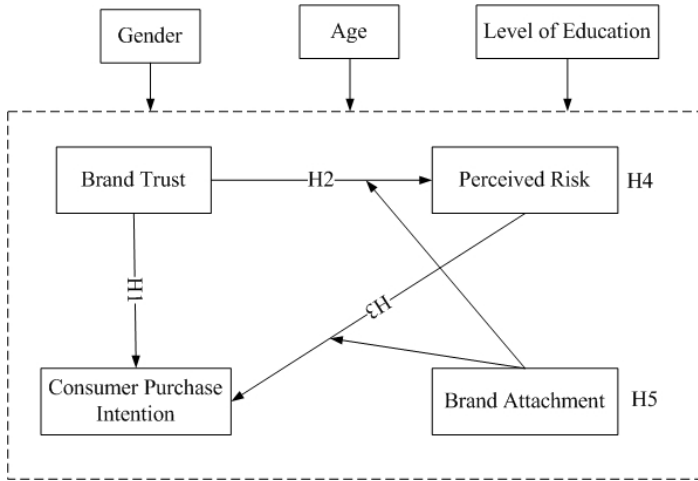 Gender
Age
Level of Education
Brand Trust
H2
Perceived Risk
H4
H1
H3
Consumer Purchase
Intention
Brand Attachment
H5